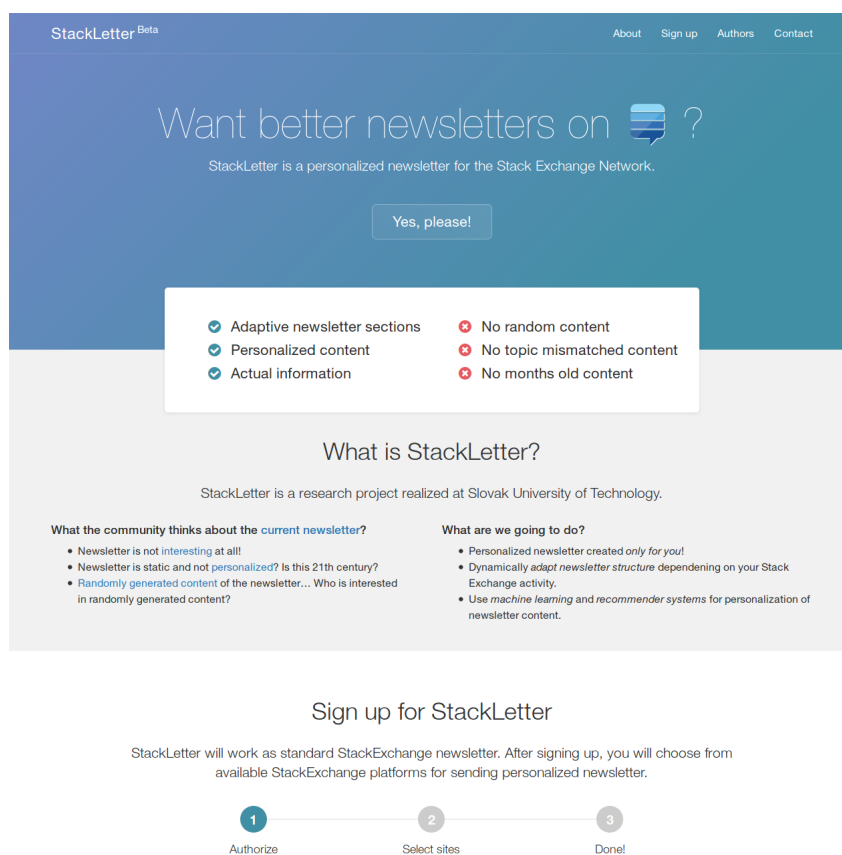 StackLetter Beta
About Sign up Authors Contact
Want better newsletters on ?
StackLetter is a personalized newsletter for the Stack Exchange Network.
Yes, please!
Adaptive newsletter sections
Personalized content
Actual information
No random content
No topic mismatched content
No months old content
What is StackLetter?
StackLetter is a research project realized at Slovak University of Technology.
What the community thinks about the current newsletter?
Newsletter is not interesting at all!
Newsletter is static and not personalized? Is this 21th century?
Randomly generated content of the newsletter... Who is interested
in randomly generated content?
What are we going to do?
Personalized newsletter created only for you!
Dynamically adapt newsletter structure dependening on your Stack
Exchange activity.
Use machine learning and recommender systems for personalization of
newsletter content.
Sign up for StackLetter
StackLetter will work as standard StackExchange newsletter. After signing up, you will choose from
available StackExchange platforms for sending personalized newsletter.
1 2 3
Authorize Select sites Done!